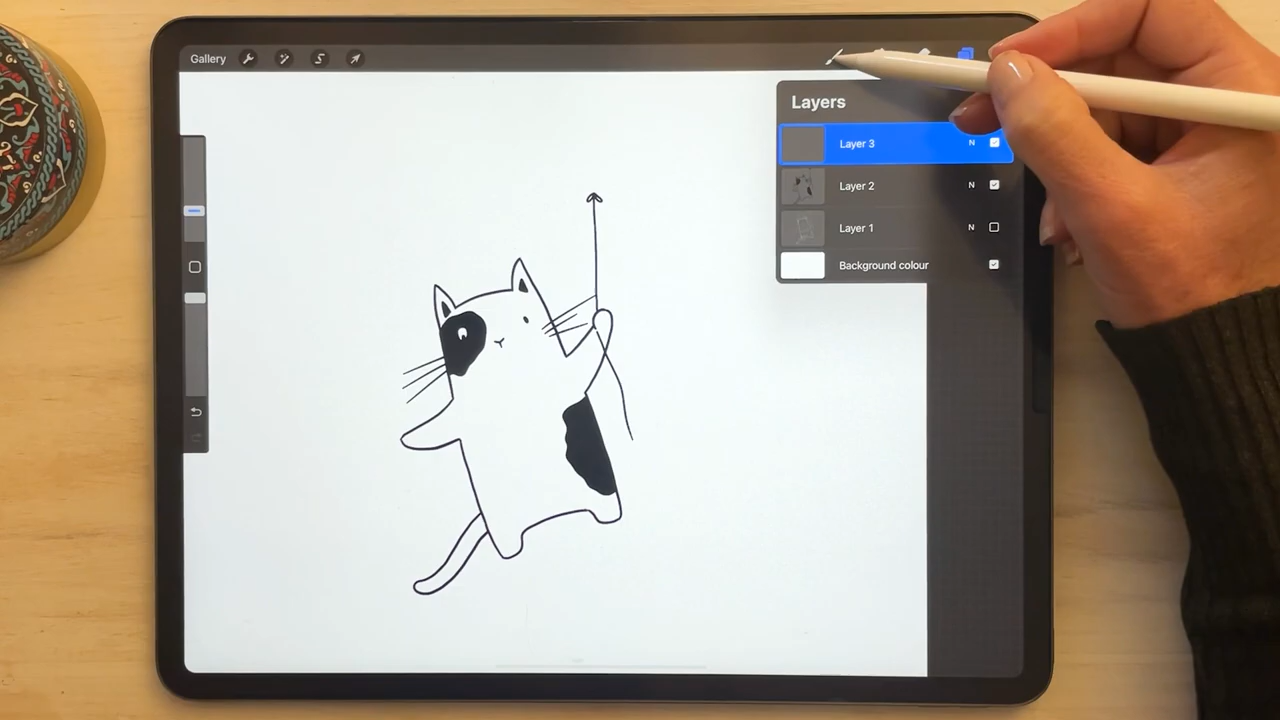 Gallery
Layers
Layer 3 N
Layer 2 N
Layer 1 N
Background colour